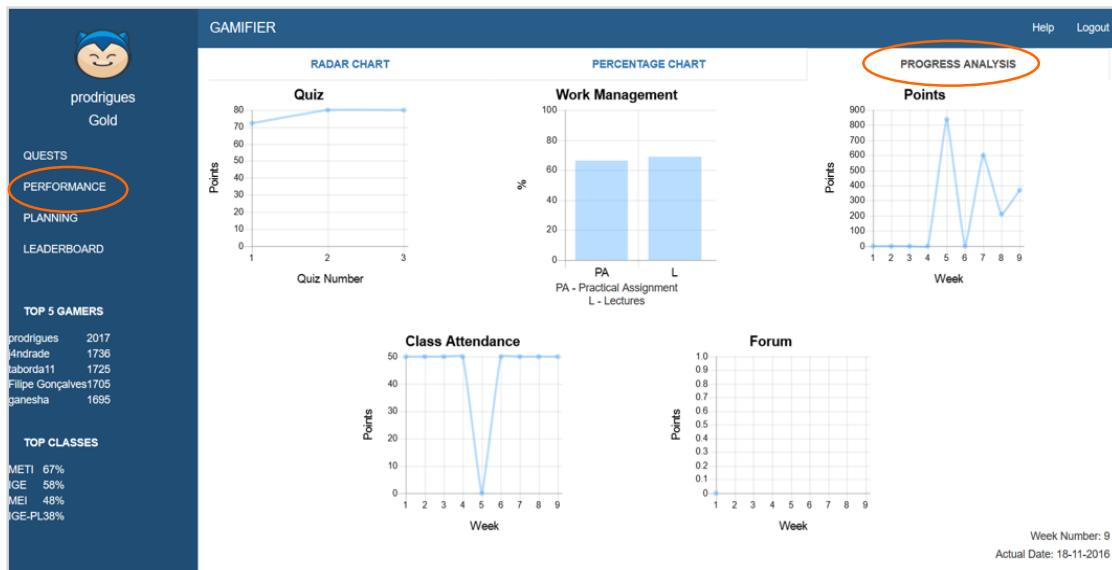 GAMIFIER
Help Logout
prodrigues
Gold
QUESTS
PERFORMANCE
PLANNING
LEADERBOARD
TOP 5 GAMERS
prodrigues 2017
i4ndrade 1736
taborda11 1725
Filipe Gonçalves1705
ganesha 1695
TOP CLASSES
METI 67%
IGE 58%
MEI 48%
IGE-PL38%
RADAR CHART
PERCENTAGE CHART
PROGRESS ANALYSIS
Quiz
Points
80
70
60
50
40
30
20
10
0
1 2 3
Quiz Number
Work Management
%
100
80
60
40
20
0
PA L
PA - Practical Assignment
L - Lectures
Points
Points
900
800
700
600
500
400
300
200
100
0
1 2 3 4 5 6 7 8 9
Week
Class Attendance
Points
50
40
30
20
10
0
1 2 3 4 5 6 7 8 9
Week
Forum
Points
1.0
0.9
0.8
0.7
0.6
0.5
0.4
0.3
0.2
0.1
0
1 2 3 4 5 6 7 8 9
Week
Week Number: 9
Actual Date: 18-11-2016